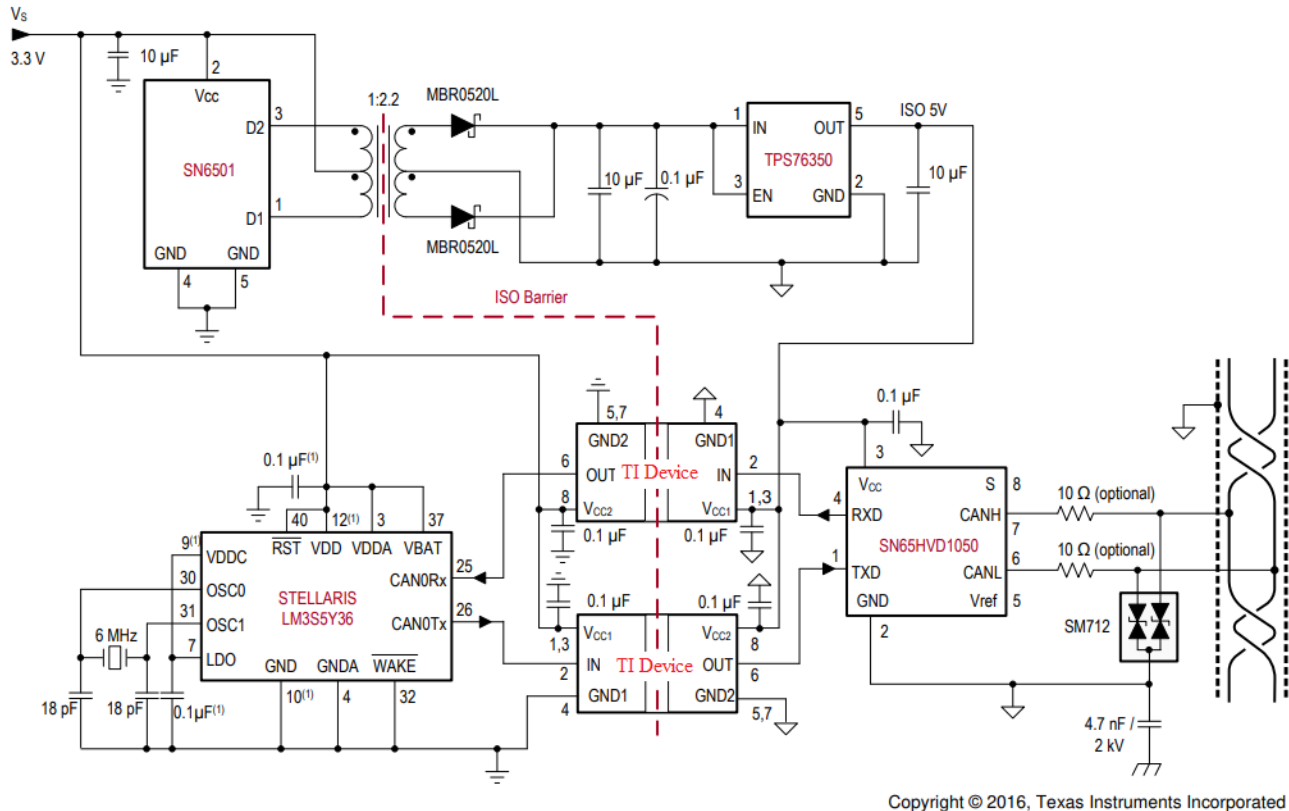 VS
3.3 V
10 µF
2
Vcc
3
D2
SN6501
1
D1
GND
GND
4
5
1:2.2
MBR0520L
MBR0520L
10 µF
0.1 µF
1
IN
OUT
5
ISO 5V
TPS76350
3
EN
GND
2
10 µF
ISO Barrier
0.1 µF(1)
40
12(1)
3
37
RST
VDD
VDDA
VBAT
9(1)
VDDC
30
OSC0
31
OSC1
7
LDO
STELLARIS
LM3S5Y36
CAN0Rx
25
CAN0Tx
26
GND
GNDA
WAKE
10(1)
4
32
6 MHz
18 pF
18 pF
0.1µF(1)
5,7
GND2
6
OUT
8
VCC2
TI Device
4
GND1
IN
2
VCC1
1,3
0.1 µF
0.1 µF
0.1 µF
0.1 µF
1,3
VCC1
IN
2
GND1
4
TI Device
VCC2
8
OUT
6
GND2
5,7
0.1 µF
3
Vcc
S
8
4
RXD
CANH
7
SN65HVD1050
1
TXD
CANL
6
GND
Vref
5
2
10 Ω (optional)
10 Ω (optional)
SM712
4.7 nF /
2 kV
Copyright © 2016, Texas Instruments Incorporated